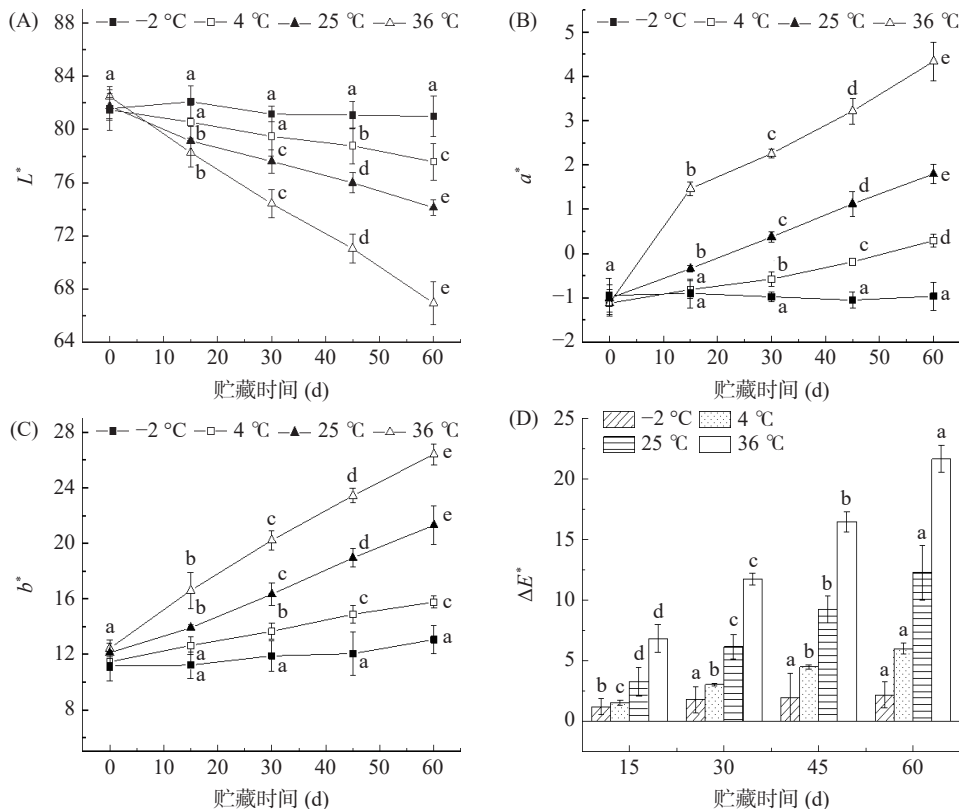 (A)
−2 °C 4 ℃ 25 ℃ 36 ℃
88
84
80
76
72
68
64
L*
a
a
a
a
a
a
a
b
c
b
c
d
e
b
c
d
e
0 10 20 30 40 50 60
贮藏时间 (d)
(B)
−2 °C 4 ℃ 25 ℃ 36 ℃
5
4
3
2
1
0
−1
−2
a*
a
b
c
d
e
b
c
d
e
a
b
c
d
a
a
a
a
0 10 20 30 40 50 60
贮藏时间 (d)
(C)
−2 °C 4 ℃ 25 ℃ 36 ℃
28
24
20
16
12
8
b*
a
b
c
d
e
b
c
d
e
a
b
c
c
a
a
a
0 10 20 30 40 50 60
贮藏时间 (d)
(D)
−2 °C 4 ℃
25 ℃ 36 ℃
25
20
15
10
5
0
ΔE*
b c d d
a b c c
a a b b
a a a a
15 30 45 60
贮藏时间 (d)